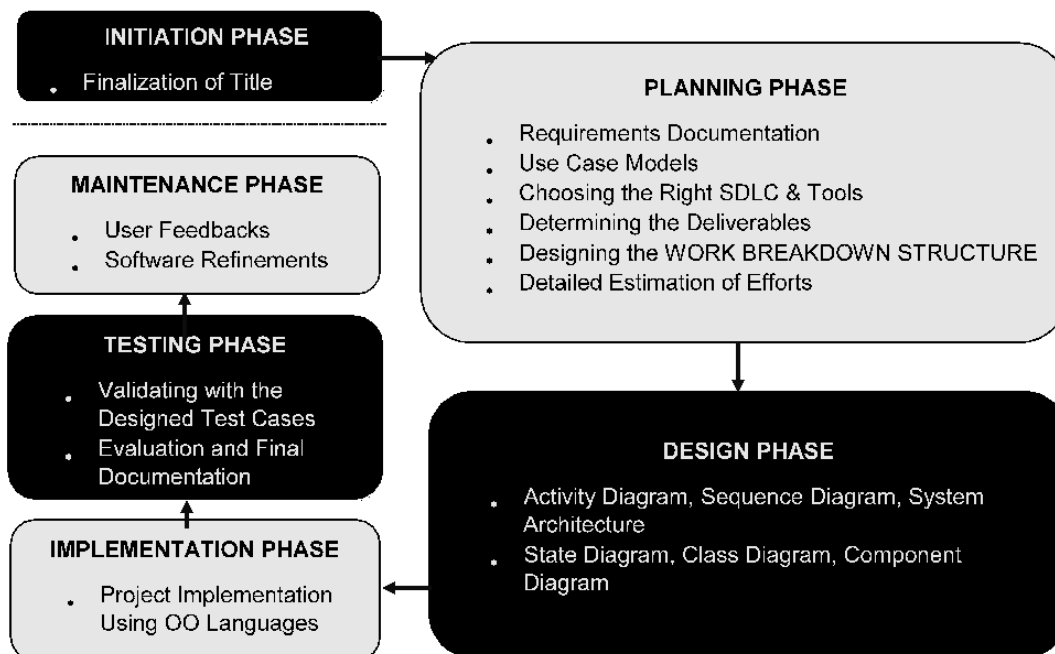 INITIATION PHASE
Finalization of Title
PLANNING PHASE
Requirements Documentation
Use Case Models
Choosing the Right SDLC & Tools
Determining the Deliverables
Designing the WORK BREAKDOWN STRUCTURE
Detailed Estimation of Efforts
DESIGN PHASE
Activity Diagram, Sequence Diagram, System
Architecture
State Diagram, Class Diagram, Component
Diagram
IMPLEMENTATION PHASE
Project Implementation
Using OO Languages
TESTING PHASE
Validating with the
Designed Test Cases
Evaluation and Final
Documentation
MAINTENANCE PHASE
User Feedbacks
Software Refinements